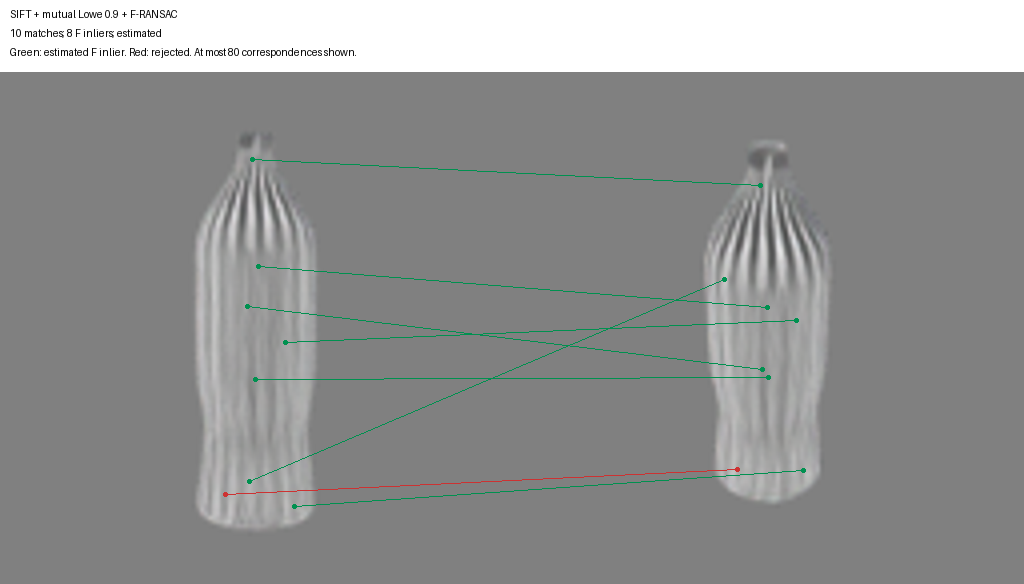 SIFT + mutual Lowe 0.9 + F-RANSAC
10 matches; 8 F inliers; estimated
Green: estimated F inlier. Red: rejected. At most 80 correspondences shown.